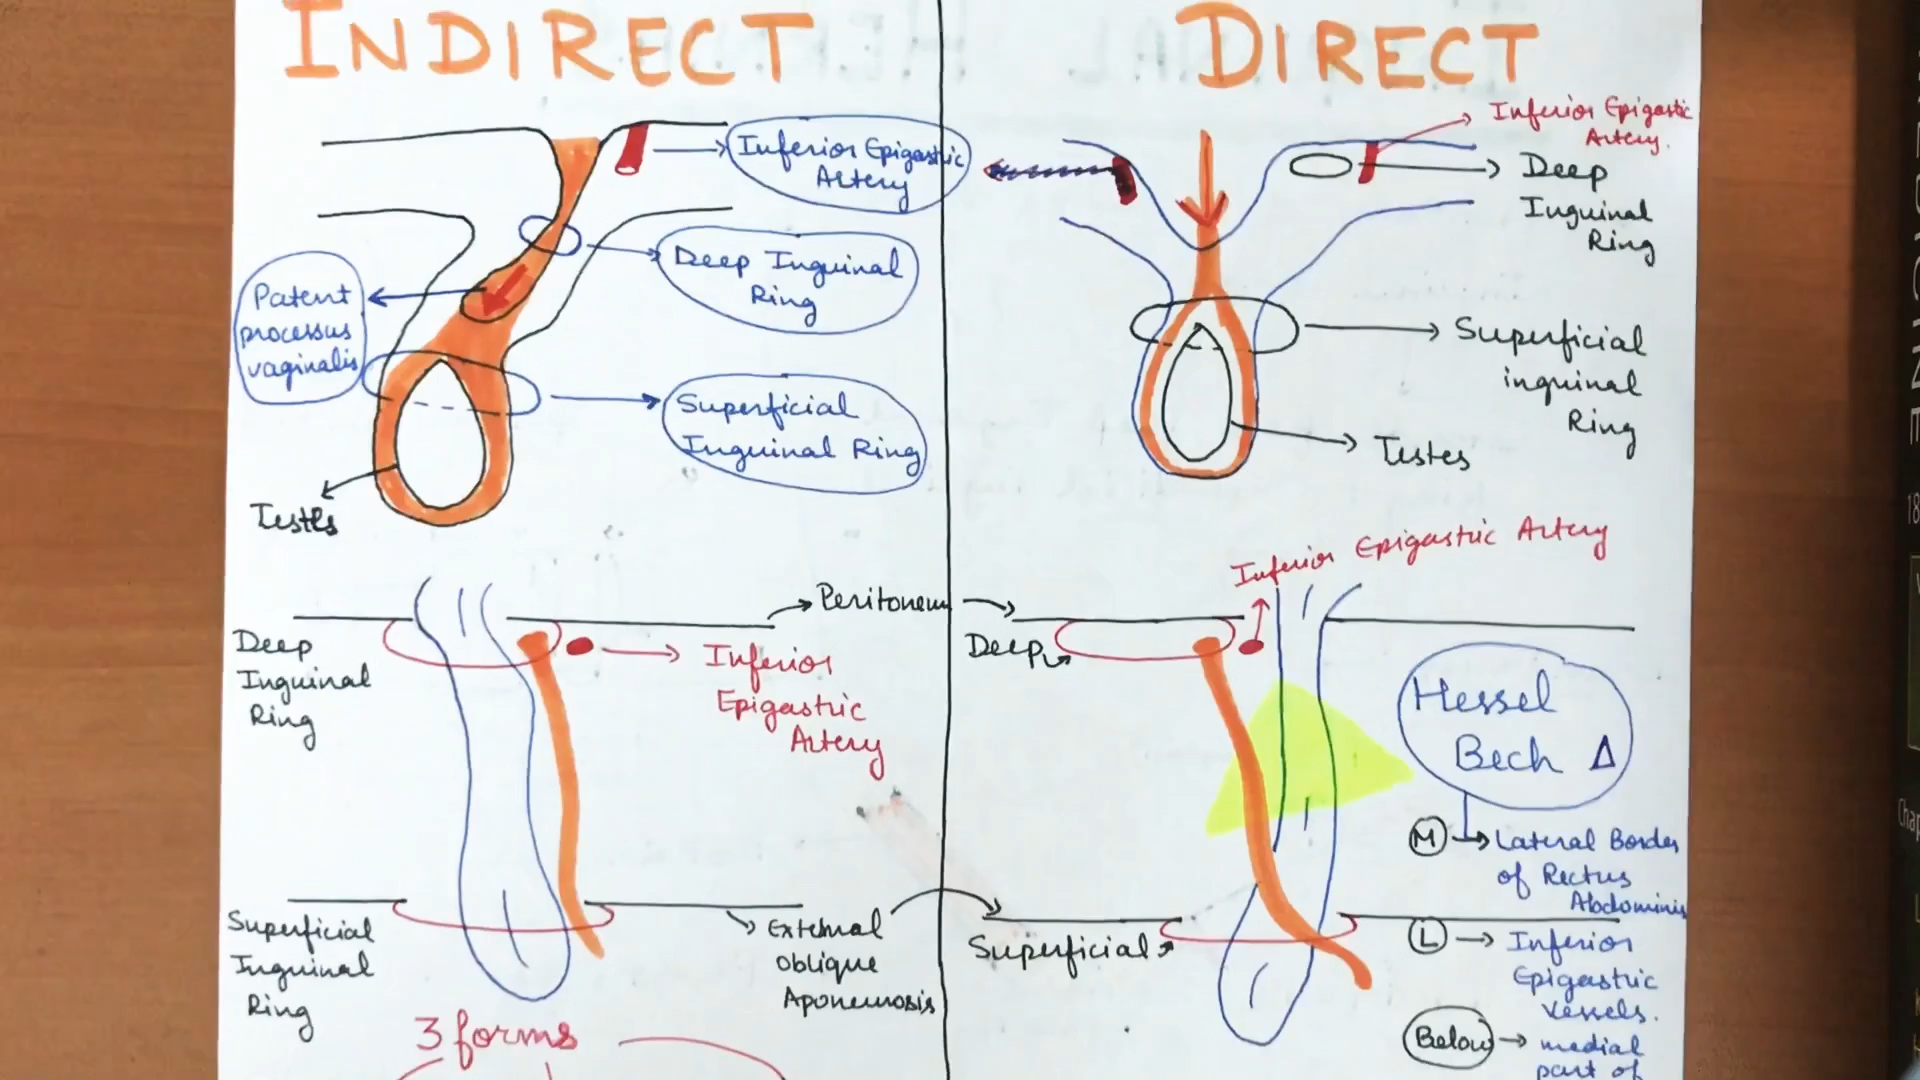 INDIRECT
Inferior Epigastric
Artery
Deep Inguinal
Ring
Patent
processus
vaginalis
Superficial
Inguinal Ring
Testes
Deep
Inguinal
Ring
Peritoneum
Inferior
Epigastric
Artery
Superficial
Inguinal
Ring
External
oblique
Aponeurosis
3 forms
DIRECT
Inferior Epigastric
Artery.
Deep
Inguinal
Ring
Superficial
inguinal
Ring
Testes
Inferior Epigastric Artery
Deep
Hessel
Bech Δ
M → Lateral Border
of Rectus
Abdominis
Superficial
L → Inferior
Epigastric
Vessels.
Below → medial
part of